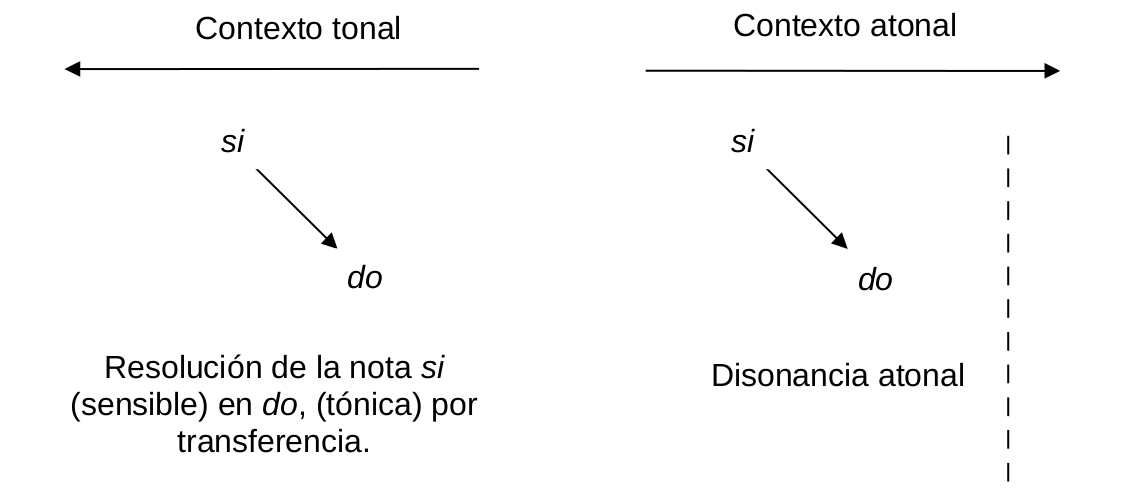 Contexto tonal
si
do
Resolución de la nota si
(sensible) en do, (tónica) por
transferencia.
Contexto atonal
si
do
Disonancia atonal